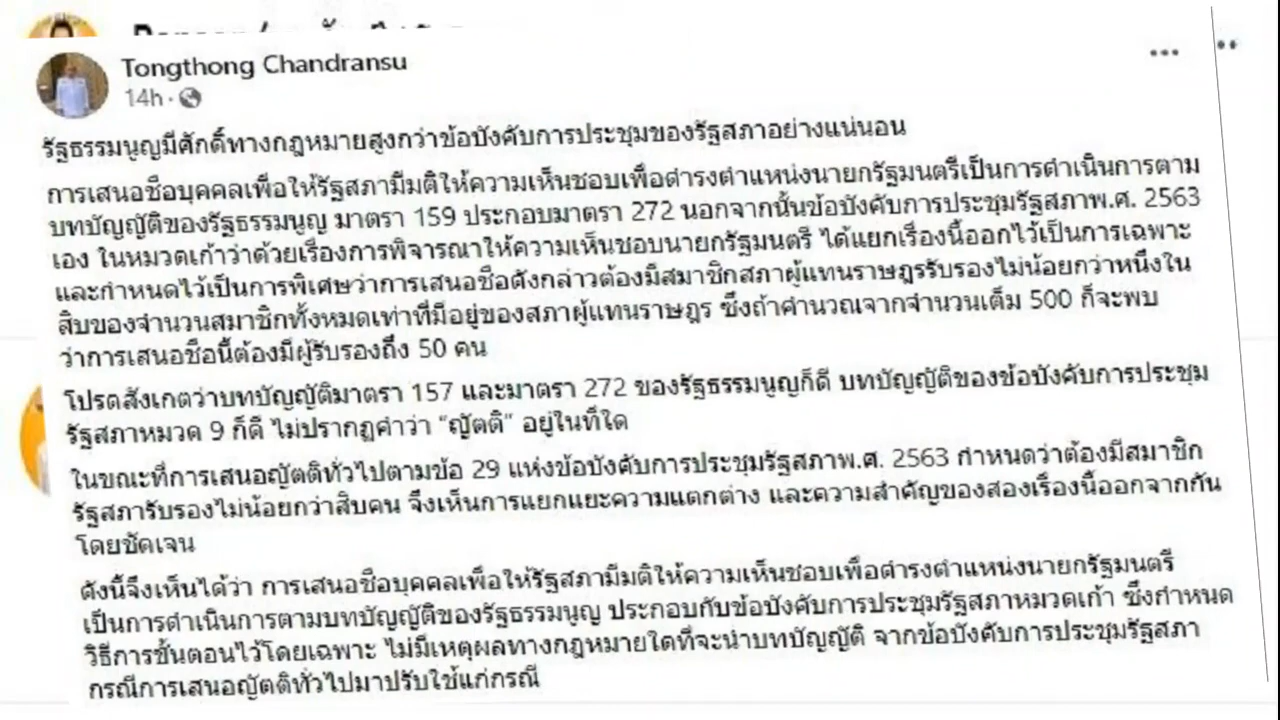 Tongthong Chandransu
14h
รัฐธรรมนูญมีศักดิ์ทางกฎหมายสูงกว่าข้อบังคับการประชุมของรัฐสภาอย่างแน่นอน
การเสนอชื่อบุคคลเพื่อให้รัฐสภามีมติให้ความเห็นชอบเพื่อดำรงตำแหน่งนายกรัฐมนตรีเป็นการดำเนินการตาม
บทบัญญัติของรัฐธรรมนูญ มาตรา 159 ประกอบมาตรา 272 นอกจากนั้นข้อบังคับการประชุมรัฐสภาพ.ศ. 2563
เอง ในหมวดเก้าว่าด้วยเรื่องการพิจารณาให้ความเห็นชอบนายกรัฐมนตรี ได้แยกเรื่องนี้ออกไว้เป็นการเฉพาะ
และกำหนดไว้เป็นการพิเศษว่าการเสนอชื่อดังกล่าวต้องมีสมาชิกสภาผู้แทนราษฎรรับรองไม่น้อยกว่าหนึ่งใน
สิบของจำนวนสมาชิกทั้งหมดเท่าที่มีอยู่ของสภาผู้แทนราษฎร ซึ่งถ้าคำนวณจากจำนวนเต็ม 500 ก็จะพบ
ว่าการเสนอชื่อนี้ต้องมีผู้รับรองถึง 50 คน
โปรดสังเกตว่าบทบัญญัติมาตรา 157 และมาตรา 272 ของรัฐธรรมนูญก็ดี บทบัญญัติของข้อบังคับการประชุม
รัฐสภาหมวด 9 ก็ดี ไม่ปรากฏคำว่า “ญัตติ” อยู่ในที่ใด
ในขณะที่การเสนอญัตติทั่วไปตามข้อ 29 แห่งข้อบังคับการประชุมรัฐสภาพ.ศ. 2563 กำหนดว่าต้องมีสมาชิก
รัฐสภารับรองไม่น้อยกว่าสิบคน จึงเห็นการแยกแยะความแตกต่าง และความสำคัญของสองเรื่องนี้ออกจากกัน
โดยชัดเจน
ดังนี้จึงเห็นได้ว่า การเสนอชื่อบุคคลเพื่อให้รัฐสภามีมติให้ความเห็นชอบเพื่อดำรงตำแหน่งนายกรัฐมนตรี
เป็นการดำเนินการตามบทบัญญัติของรัฐธรรมนูญ ประกอบกับข้อบังคับการประชุมรัฐสภาหมวดเก้า ซึ่งกำหนด
วิธีการขั้นตอนไว้โดยเฉพาะ ไม่มีเหตุผลทางกฎหมายใดที่จะนำบทบัญญัติ จากข้อบังคับการประชุมรัฐสภา
กรณีการเสนอญัตติทั่วไปมาปรับใช้แก่กรณี